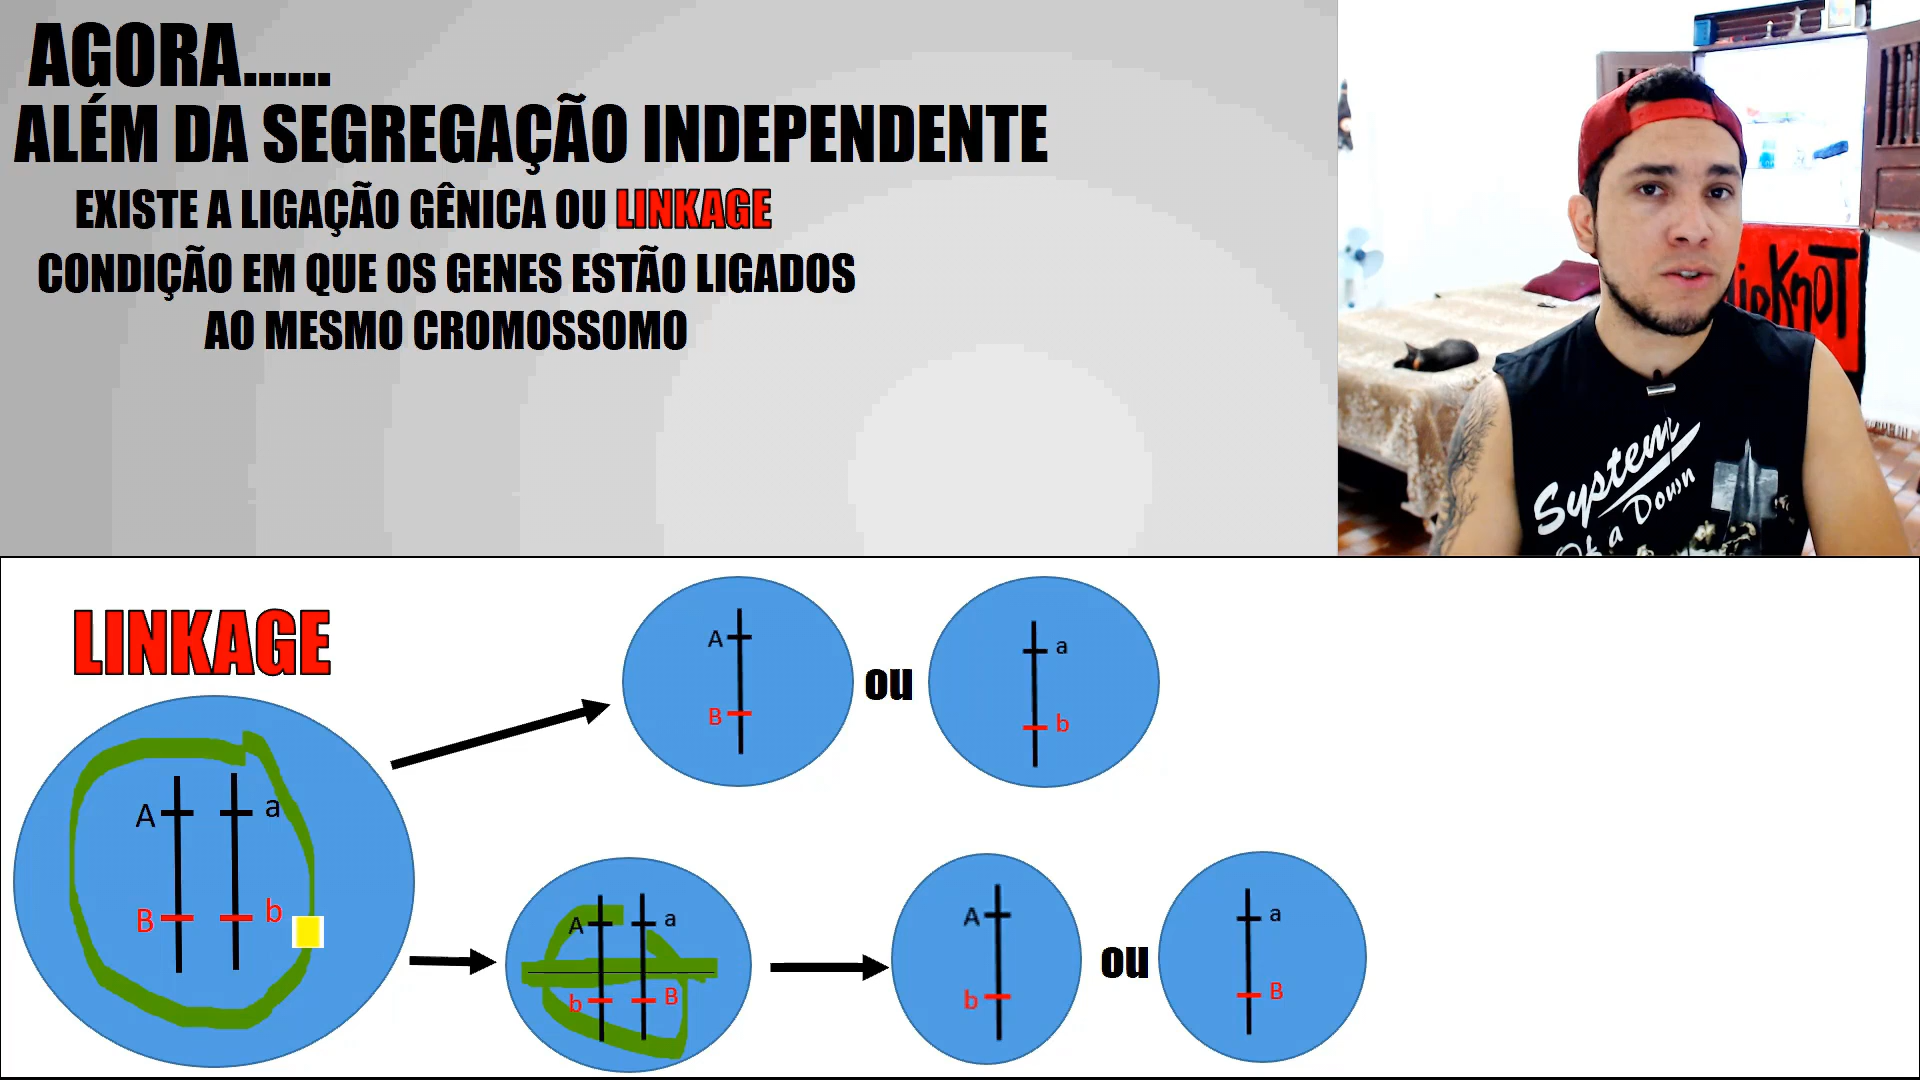 AGORA......
ALÉM DA SEGREGAÇÃO INDEPENDENTE
EXISTE A LIGAÇÃO GÊNICA OU LINKAGE
CONDIÇÃO EM QUE OS GENES ESTÃO LIGADOS
AO MESMO CROMOSSOMO
ipKnoT
System
Of a Down
LINKAGE
A
B
ou
a
b
A
a
B
b
A
a
b
B
A
b
ou
a
B